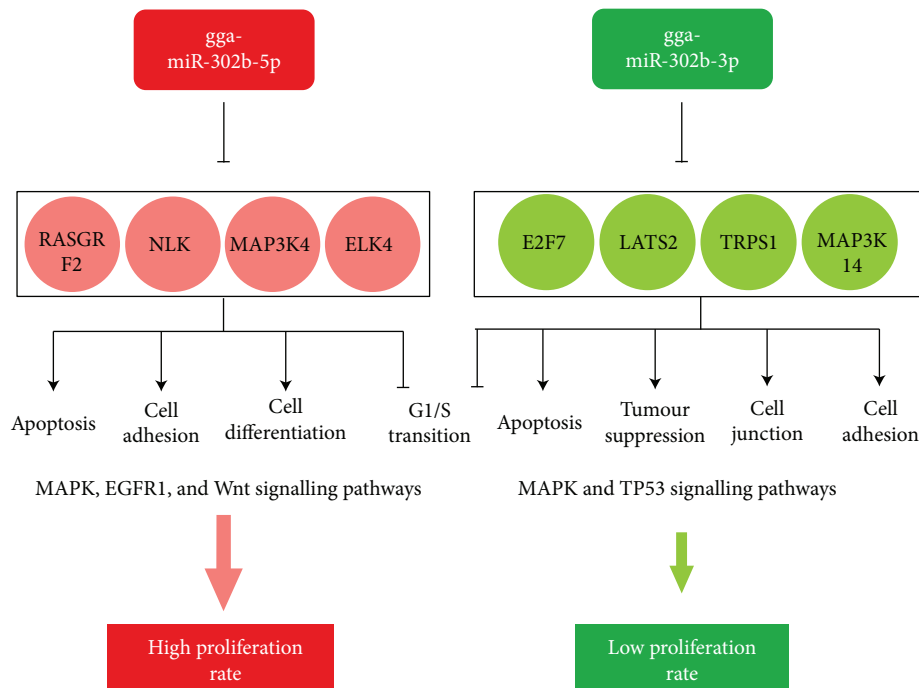 gga-
miR-302b-5p
RASGR
F2
NLK
MAP3K4
ELK4
Apoptosis
Cell
adhesion
Cell
differentiation
G1/S
transition
MAPK, EGFR1, and Wnt signalling pathways
High proliferation
rate
gga-
miR-302b-3p
E2F7
LATS2
TRPS1
MAP3K
14
Apoptosis
Tumour
suppression
Cell
junction
Cell
adhesion
MAPK and TP53 signalling pathways
Low proliferation
rate